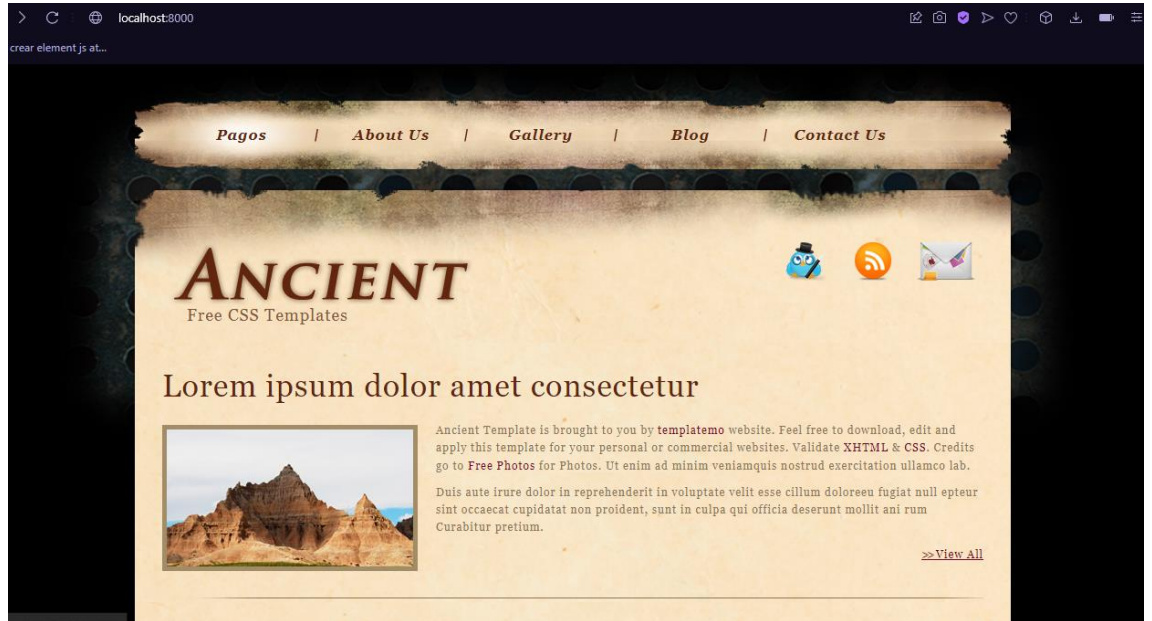 localhost:8000
crear element js at...
Pagos | About Us | Gallery | Blog | Contact Us
ANCIENT
Free CSS Templates
Lorem ipsum dolor amet consectetur
Ancient Template is brought to you by templatemo website. Feel free to download, edit and
apply this template for your personal or commercial websites. Validate XHTML & CSS. Credits
go to Free Photos for Photos. Ut enim ad minim veniamquis nostrud exercitation ullamco lab.
Duis aute irure dolor in reprehenderit in voluptate velit esse cillum doloreeu fugiat null epteur
sint occaecat cupidatat non proident, sunt in culpa qui officia deserunt mollit ani rum
Curabitur pretium.
>>View All